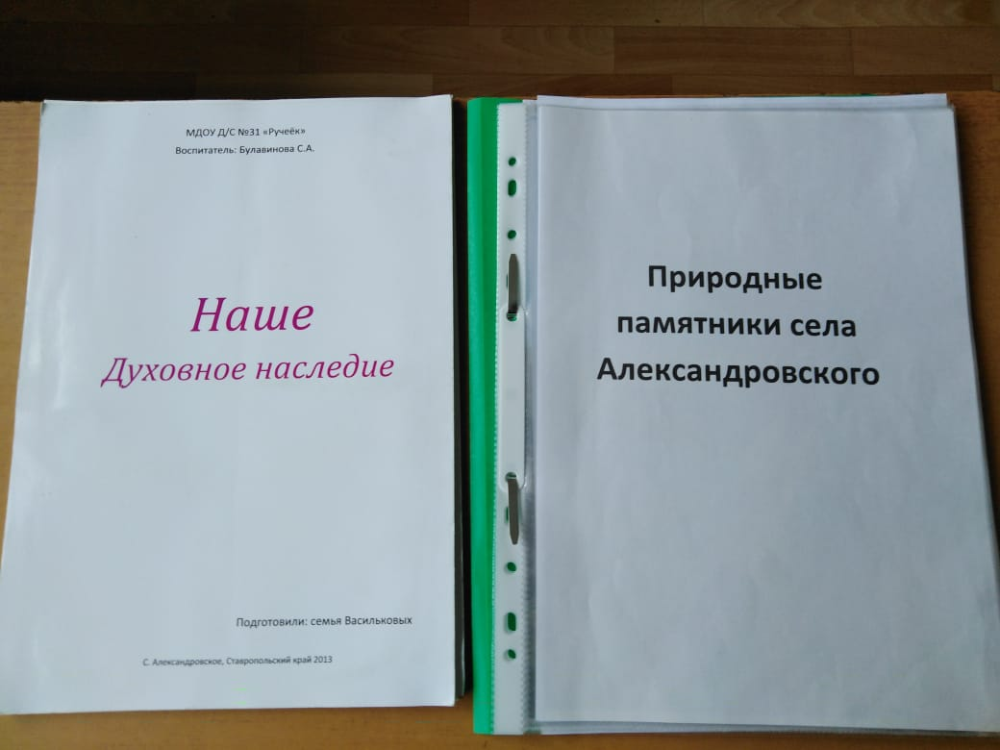 МДОУ Д/С №31 «Ручеёк»
Воспитатель: Булавинова С.А.
Наше
Духовное наследие
Подготовили: семья Васильковых
С. Александровское, Ставропольский край 2013
Природные
памятники села
Александровского